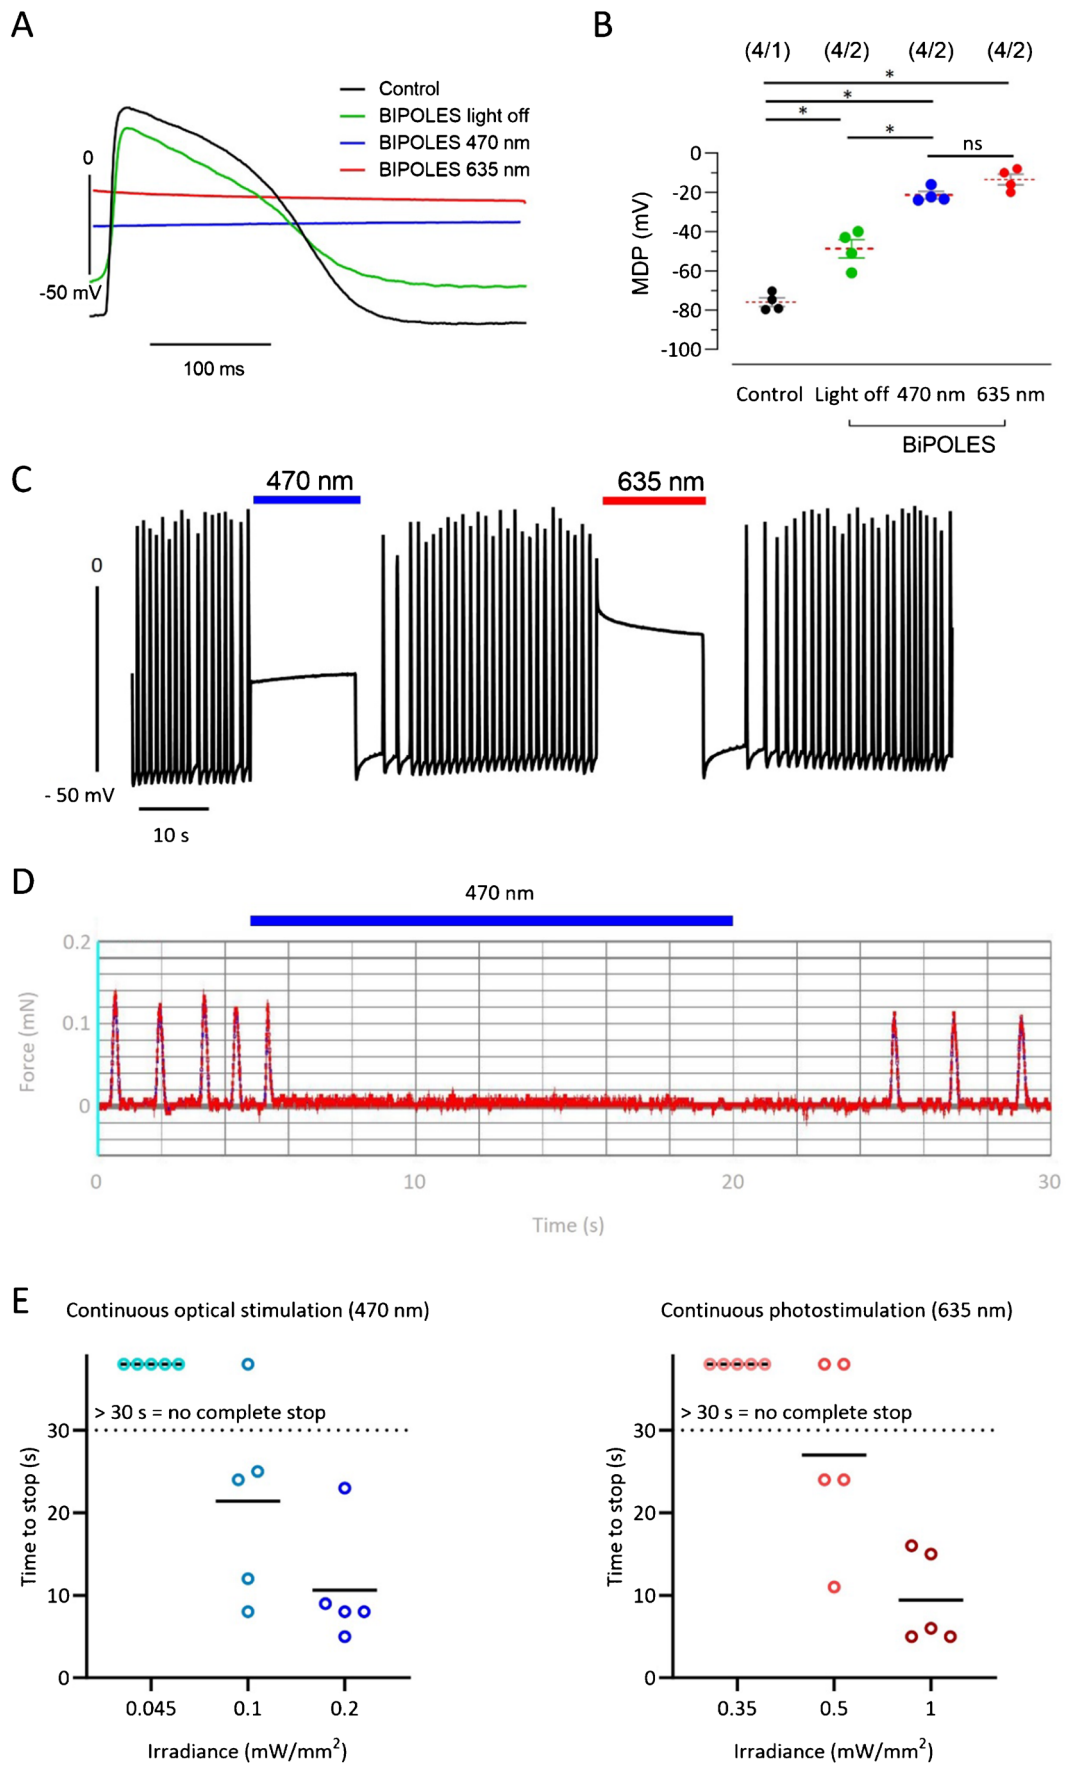 A
Control
BIPOLES light off
BIPOLES 470 nm
BIPOLES 635 nm
0
-50 mV
100 ms
B
(4/1) (4/2) (4/2) (4/2)
*
*
*
*
ns
0
-20
-40
-60
-80
-100
MDP (mV)
Control Light off 470 nm 635 nm
BiPOLES
C
470 nm
635 nm
0
- 50 mV
10 s
D
470 nm
0.2
0.1
0
Force (mN)
0 10 20 30
Time (s)
E
Continuous optical stimulation (470 nm)
> 30 s = no complete stop
30
20
10
0
Time to stop (s)
0.045 0.1 0.2
Irradiance (mW/mm²)
Continuous photostimulation (635 nm)
> 30 s = no complete stop
30
20
10
0
Time to stop (s)
0.35 0.5 1
Irradiance (mW/mm²)